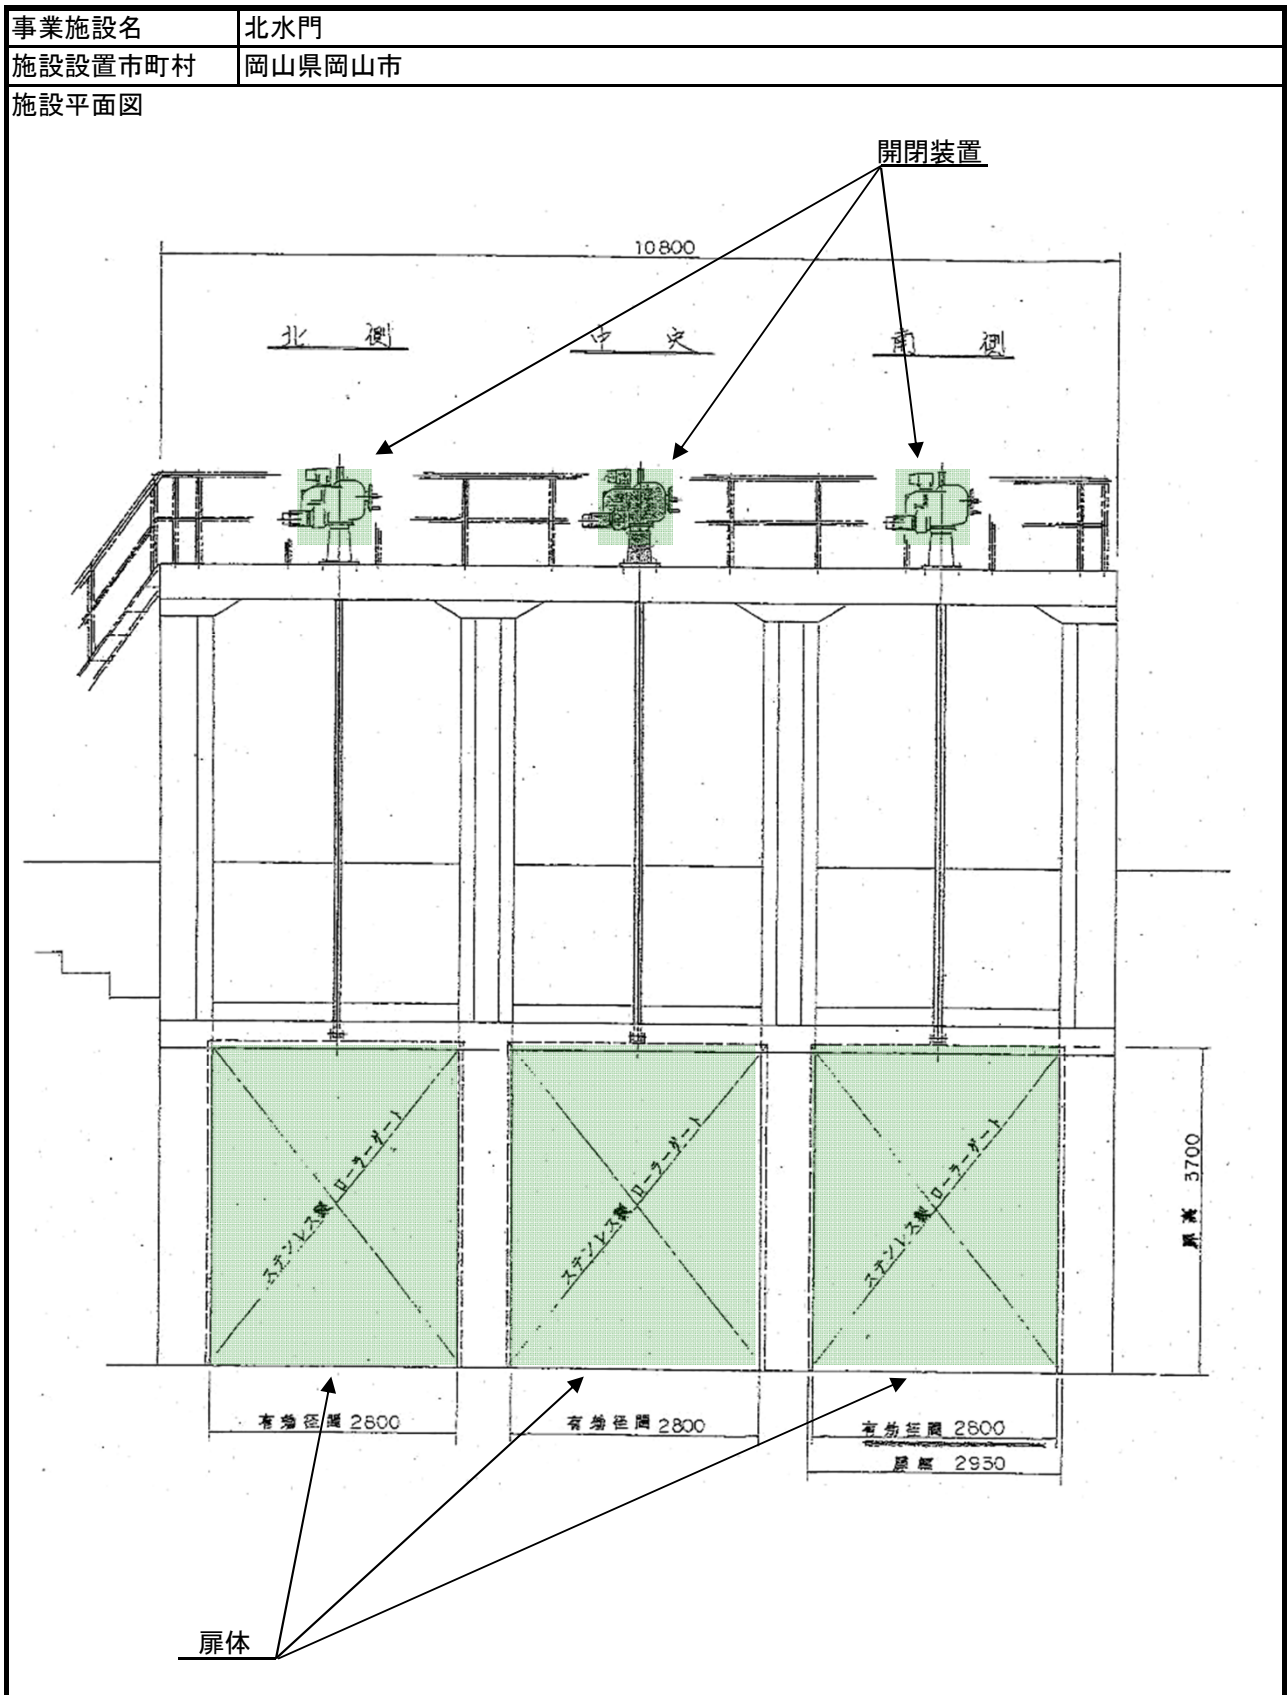 事業施設名 北水門
施設設置市町村 岡山県岡山市
施設平面図
開閉装置
10800
北 側 中 央 南 側
ステンレス製 ローラーゲート
ステンレス製 ローラーゲート
ステンレス製 ローラーゲート
扉高 3700
有効径間 2800
有効径間 2800
有効径間 2800
扉幅 2930
扉体